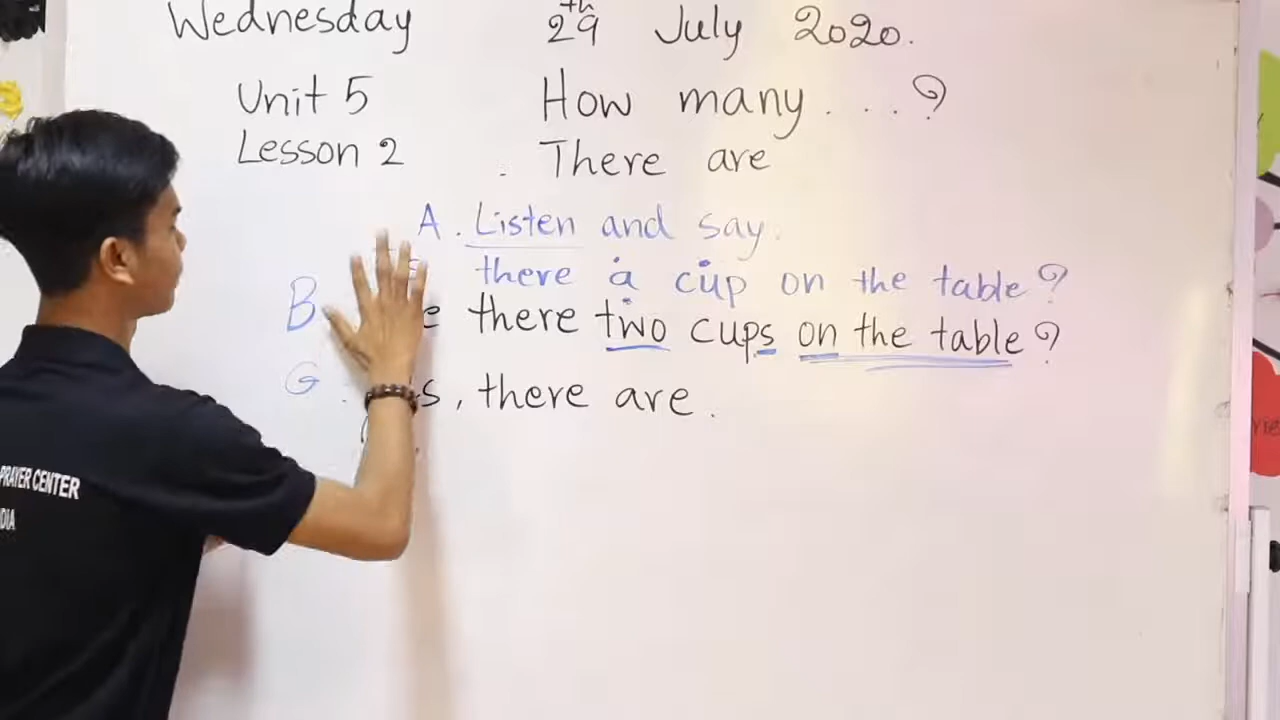 Wednesday 29th July 2020.
Unit 5 How many . . . ?
Lesson 2 . There are
A. Listen and say.
there a cup on the table?
B. there two cups on the table?
G. , there are.
PRAYER CENTER